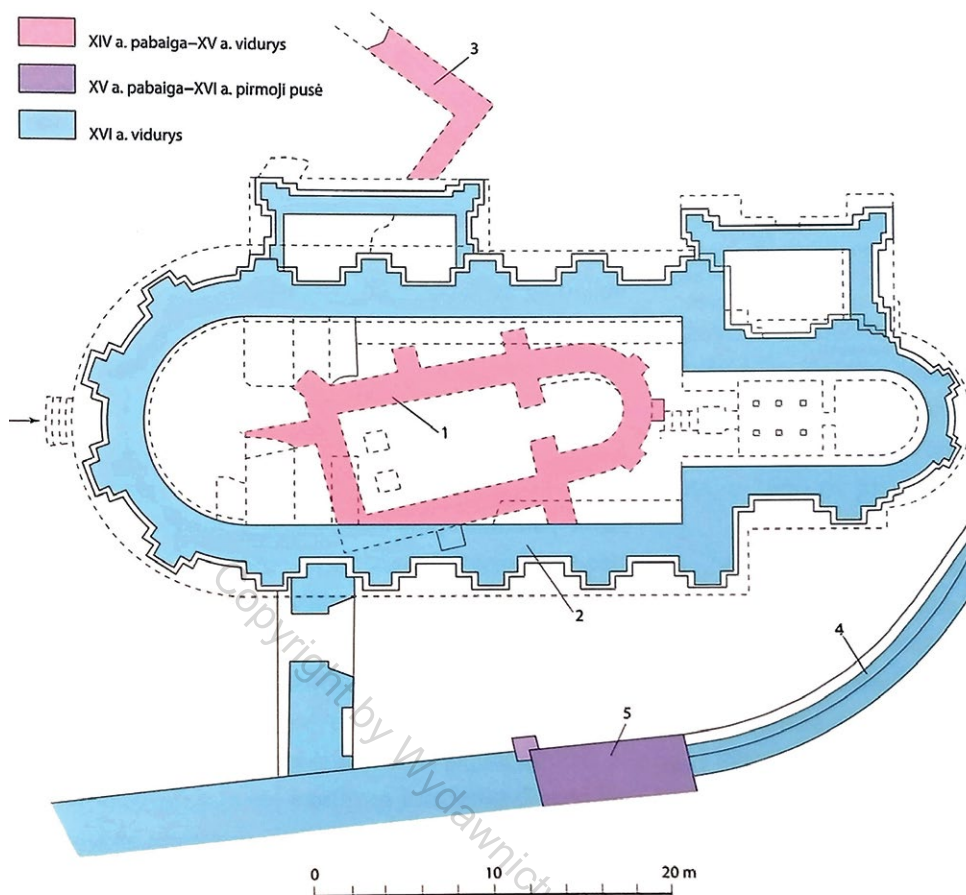 XIV a. pabaiga–XV a. vidurys
XV a. pabaiga–XVI a. pirmoji pusė
XVI a. vidurys
3
1
2
4
5
Copyright by Wydawnict
0 10 20 m